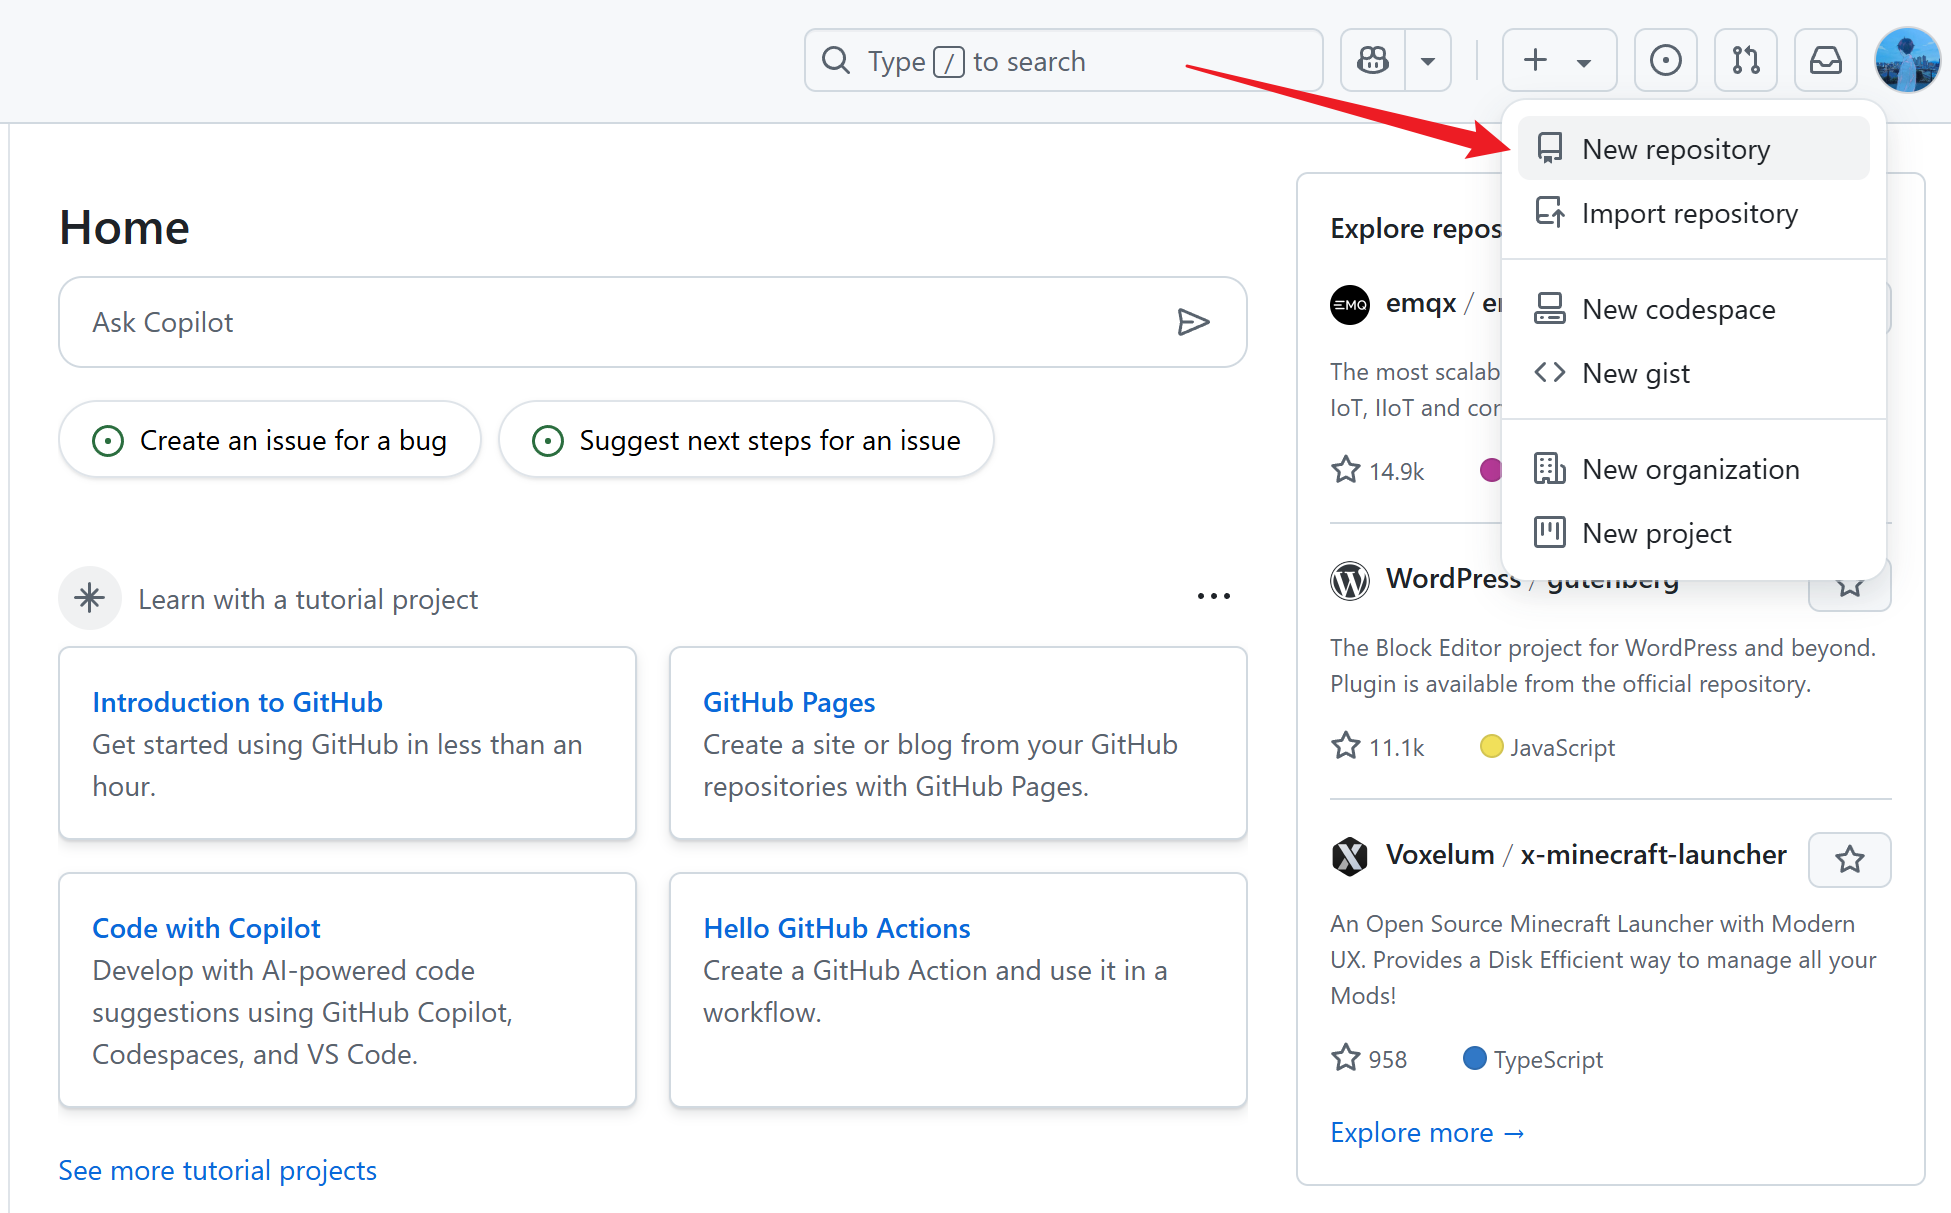 Type / to search
New repository
Import repository
New codespace
New gist
New organization
New project
Home
Ask Copilot
Create an issue for a bug
Suggest next steps for an issue
Learn with a tutorial project
Introduction to GitHub
Get started using GitHub in less than an
hour.
GitHub Pages
Create a site or blog from your GitHub
repositories with GitHub Pages.
Code with Copilot
Develop with AI-powered code
suggestions using GitHub Copilot,
Codespaces, and VS Code.
Hello GitHub Actions
Create a GitHub Action and use it in a
workflow.
See more tutorial projects
Explore repos
EMQ
emqx /
The most scalab
IoT, IIoT and
14.9k
WordPress / gutenberg
The Block Editor project for WordPress and beyond.
Plugin is available from the official repository.
11.1k JavaScript
Voxelum / x-minecraft-launcher
An Open Source Minecraft Launcher with Modern
UX. Provides a Disk Efficient way to manage all your
Mods!
958 TypeScript
Explore more →